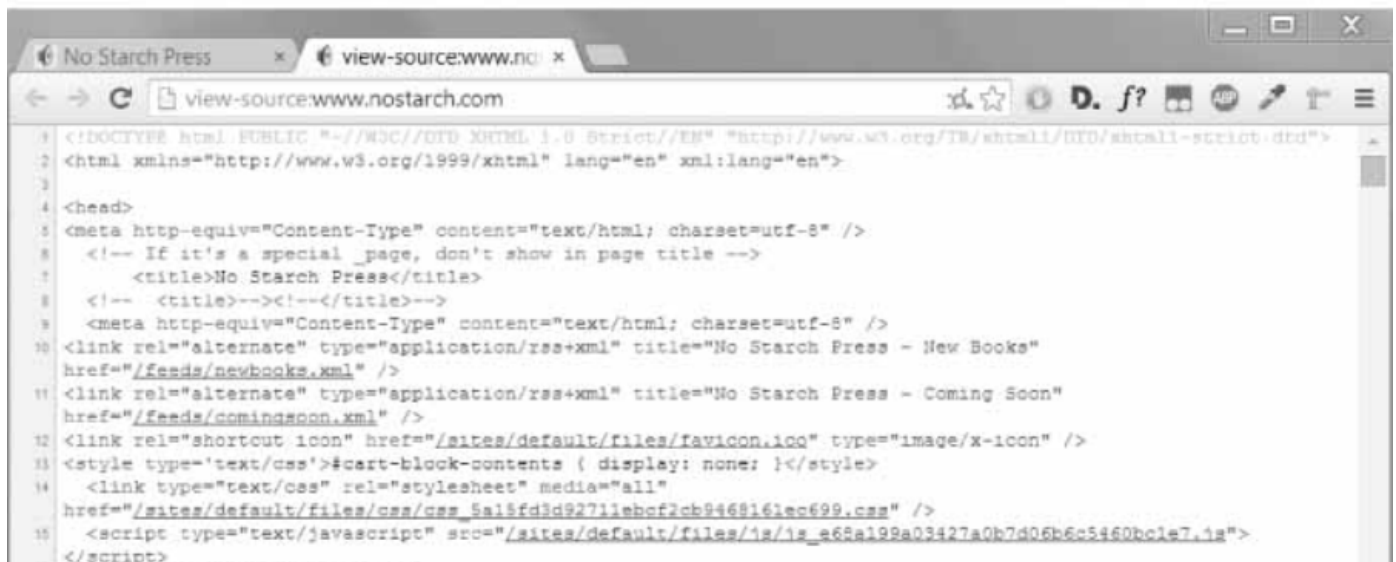 No Starch Press
view-source:www.no
view-source:www.nostarch.com
D. f? ABP
1 <!DOCTYPE html PUBLIC "-//W3C//DTD XHTML 1.0 Strict//EN" "http://www.w3.org/TR/xhtml1/DTD/xhtml1-strict.dtd">
2 <html xmlns="http://www.w3.org/1999/xhtml" lang="en" xml:lang="en">
3
4 <head>
5 <meta http-equiv="Content-Type" content="text/html; charset=utf-8" />
6 <!-- If it's a special _page, don't show in page title -->
7 <title>No Starch Press</title>
8 <!-- <title>--><!--</title>-->
9 <meta http-equiv="Content-Type" content="text/html; charset=utf-8" />
10 <link rel="alternate" type="application/rss+xml" title="No Starch Press - New Books"
href="/feeds/newbooks.xml" />
11 <link rel="alternate" type="application/rss+xml" title="No Starch Press - Coming Soon"
href="/feeds/comingsoon.xml" />
12 <link rel="shortcut icon" href="/sites/default/files/favicon.ico" type="image/x-icon" />
13 <style type='text/css'>#cart-block-contents { display: none; }</style>
14 <link type="text/css" rel="stylesheet" media="all"
href="/sites/default/files/css/css_5a15fd3d92711ebcf2cb946816lec699.css" />
15 <script type="text/javascript" src="/sites/default/files/js/js_e68a199a03427a0b7d06b6c5460bc1e7.js">
</script>